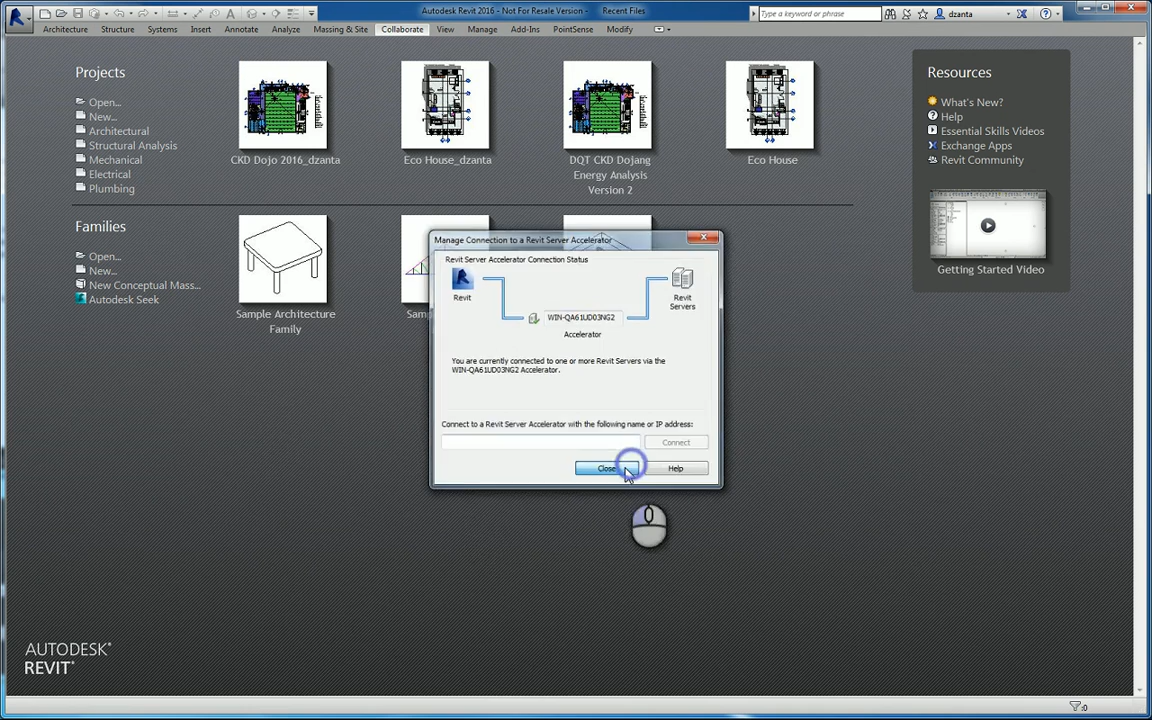 Autodesk Revit 2016 - Not For Resale Version - Recent Files
Type a keyword or phrase
dzanta
Architecture Structure Systems Insert Annotate Analyze Massing & Site Collaborate View Manage Add-Ins PointSense Modify
Projects
Open...
New...
Architectural
Structural Analysis
Mechanical
Electrical
Plumbing
CKD Dojo 2016_dzanta
Eco House_dzanta
DQT CKD Dojang
Energy Analysis
Version 2
Eco House
Families
Open...
New...
New Conceptual Mass...
Autodesk Seek
Sample Architecture
Family
Resources
What's New?
Help
Essential Skills Videos
Exchange Apps
Revit Community
Getting Started Video
Manage Connection to a Revit Server Accelerator
Revit Server Accelerator Connection Status
Revit
Revit
Servers
WIN-QA61UD03NG2
Accelerator
You are currently connected to one or more Revit Servers via the
WIN-QA61UD03NG2 Accelerator.
Connect to a Revit Server Accelerator with the following name or IP address:
Connect
Close
Help
AUTODESK®
REVIT®
:0